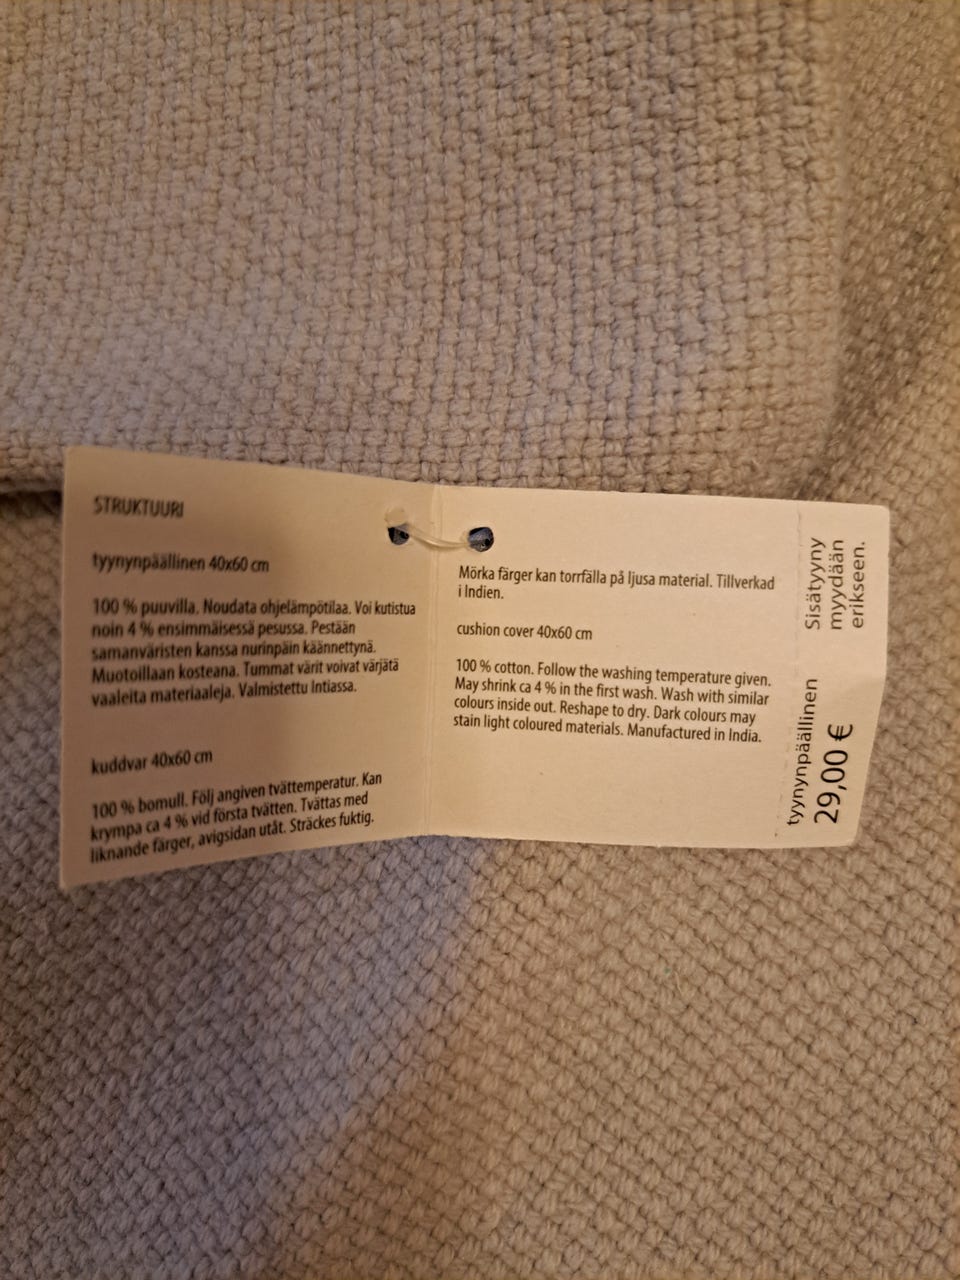 STRUKTUURI
tyynynpäällinen 40x60 cm
100 % puuvilla. Noudata ohjelämpötilaa. Voi kutistua
noin 4 % ensimmäisessä pesussa. Pestään
samanväristen kanssa nurinpäin käännettynä.
Muotoillaan kosteana. Tummat värit voivat värjätä
vaaleita materiaaleja. Valmistettu Intiassa.
kuddvar 40x60 cm
100 % bomull. Följ angiven tvättemperatur. Kan
krympa ca 4 % vid första tvätten. Tvättas med
liknande färger, avigsidan utåt. Sträckes fuktig.
Mörka färger kan torrfälla på ljusa material. Tillverkad
i Indien.
cushion cover 40x60 cm
100 % cotton. Follow the washing temperature given.
May shrink ca 4 % in the first wash. Wash with similar
colours inside out. Reshape to dry. Dark colours may
stain light coloured materials. Manufactured in India.
Sisätyyny
myydään
erikseen.
tyynynpäällinen
29,00 €